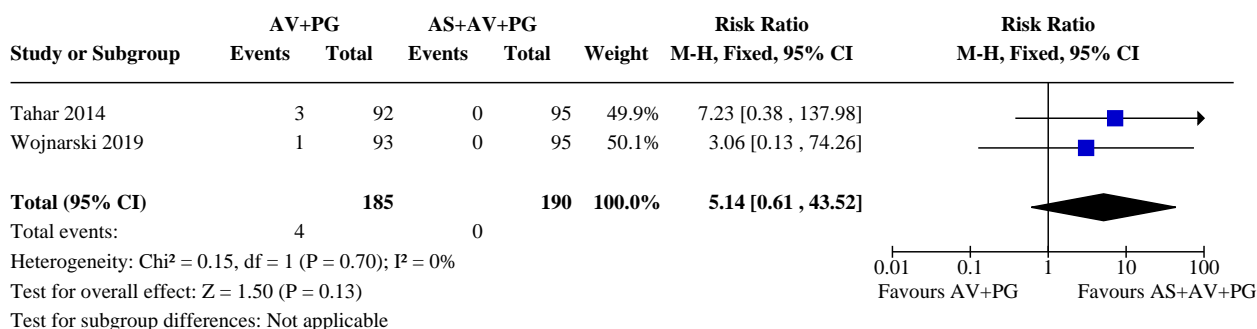 AV+PG AS+AV+PG Risk Ratio Risk Ratio
Study or Subgroup Events Total Events Total Weight M-H, Fixed, 95% CI M-H, Fixed, 95% CI
Tahar 2014 3 92 0 95 49.9% 7.23 [0.38 , 137.98]
Wojnarski 2019 1 93 0 95 50.1% 3.06 [0.13 , 74.26]
Total (95% CI) 185 190 100.0% 5.14 [0.61 , 43.52]
Total events: 4 0
Heterogeneity: Chi² = 0.15, df = 1 (P = 0.70); I² = 0%
0.01 0.1 1 10 100
Test for overall effect: Z = 1.50 (P = 0.13)
Favours AV+PG Favours AS+AV+PG
Test for subgroup differences: Not applicable